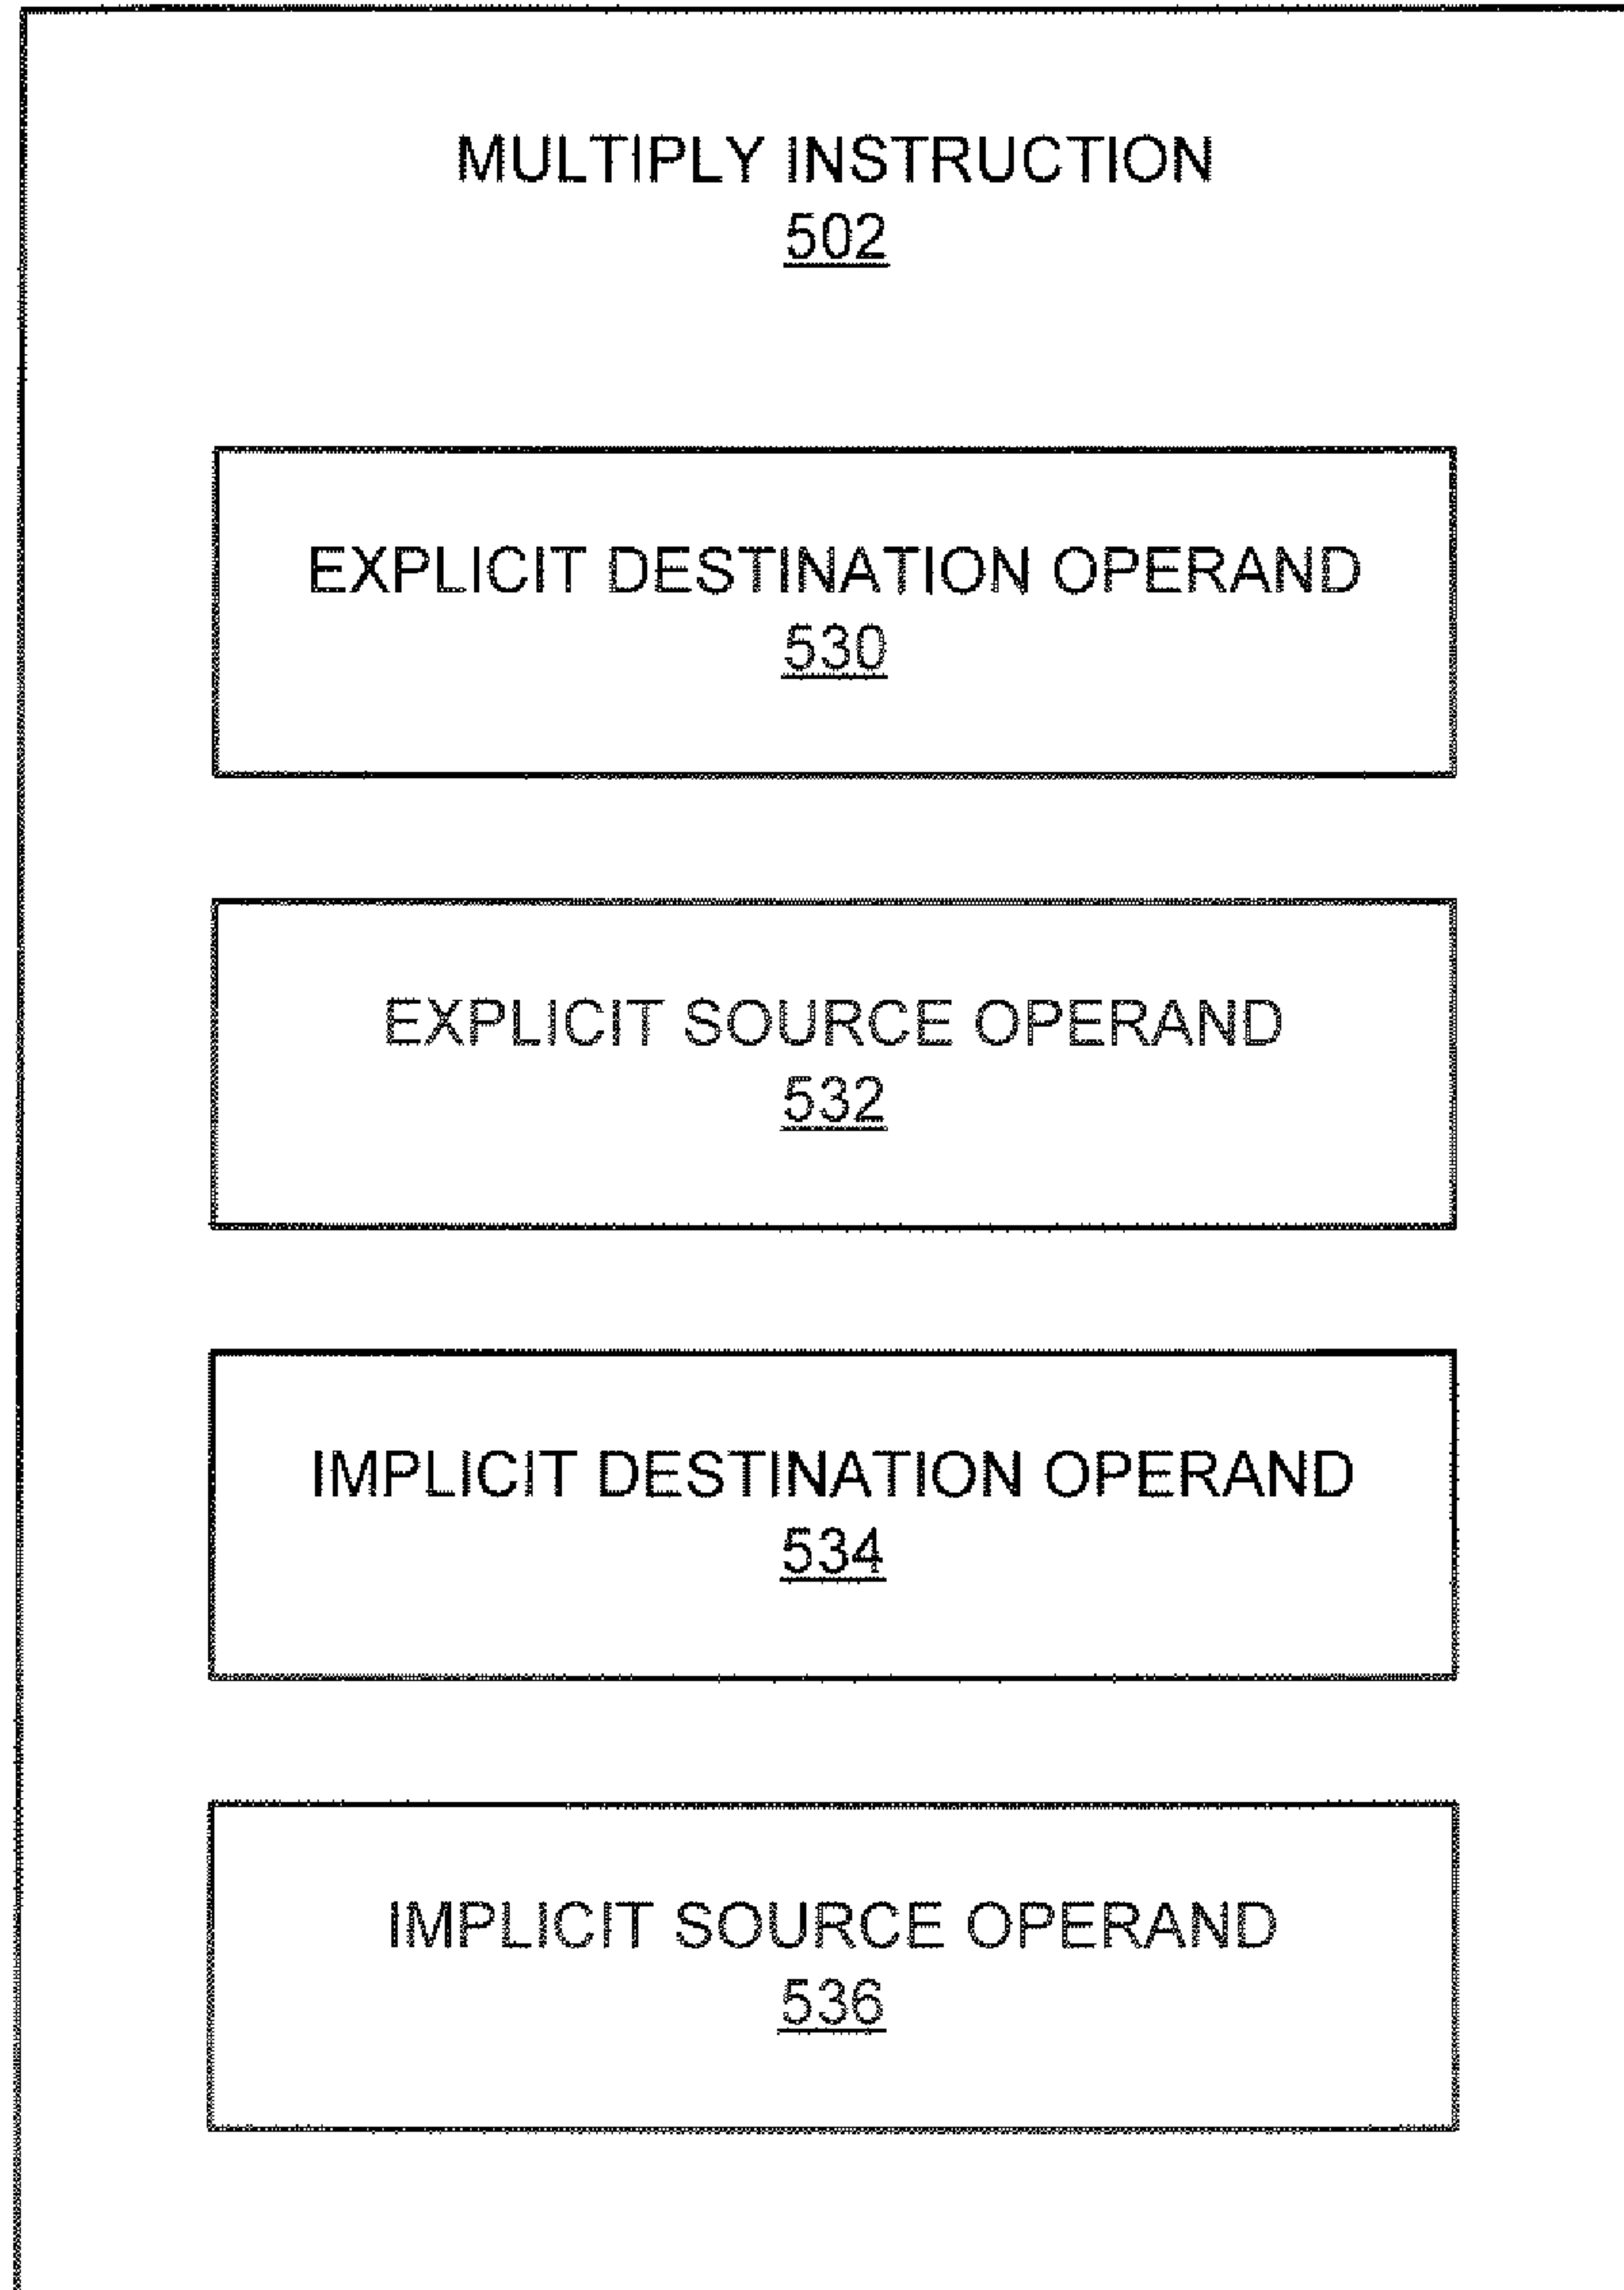 MULTIPLY INSTRUCTION
502
EXPLICIT DESTINATION OPERAND
530
EXPLICIT SOURCE OPERAND
532
IMPLICIT DESTINATION OPERAND
534
IMPLICIT SOURCE OPERAND
536